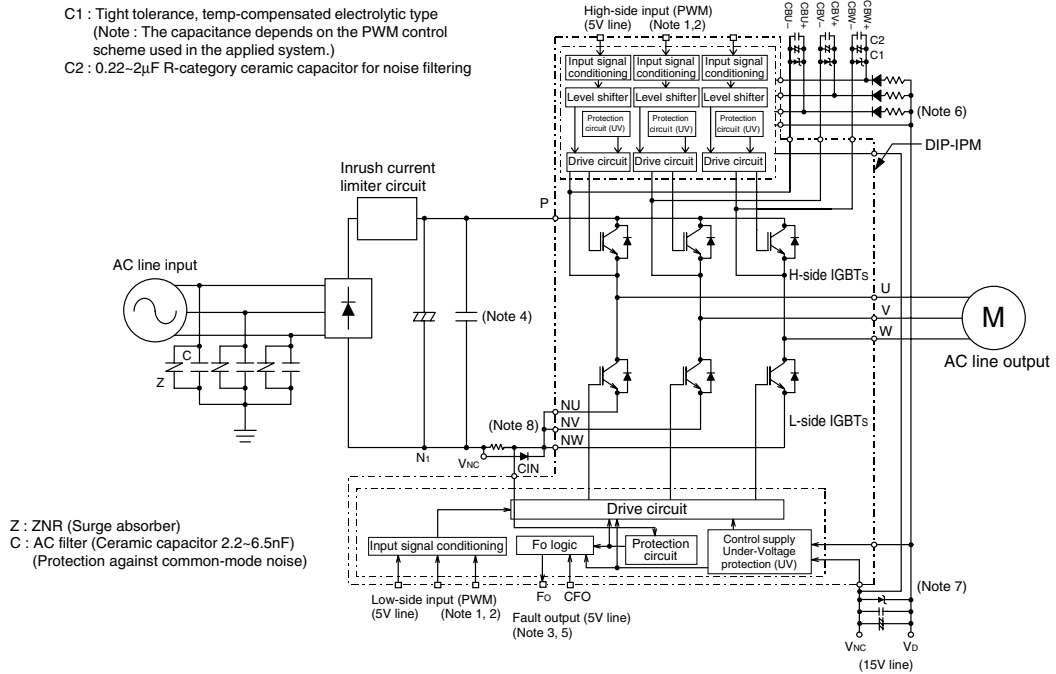 C1 : Tight tolerance, temp-compensated electrolytic type
(Note : The capacitance depends on the PWM control
scheme used in the applied system.)
C2 : 0.22~2μF R-category ceramic capacitor for noise filtering
High-side input (PWM)
(5V line) (Note 1,2)
CBU–
CBU+
CBV–
CBV+
CBW–
CBW+
C2
C1
Input signal conditioning
Input signal conditioning
Input signal conditioning
Level shifter
Level shifter
Level shifter
Protection circuit (UV)
Protection circuit (UV)
Protection circuit (UV)
Drive circuit
Drive circuit
Drive circuit
(Note 6)
DIP-IPM
Inrush current
limiter circuit
P
AC line input
H-side IGBTS
U
V
W
M
AC line output
(Note 4)
C
Z
NU
NV
NW
(Note 8)
L-side IGBTS
N1
VNC
CIN
Drive circuit
Z : ZNR (Surge absorber)
C : AC filter (Ceramic capacitor 2.2~6.5nF)
(Protection against common-mode noise)
Input signal conditioning
Fo logic
Protection
circuit
Control supply
Under-Voltage
protection (UV)
Low-side input (PWM)
(5V line) (Note 1, 2)
FO
CFO
Fault output (5V line)
(Note 3, 5)
(Note 7)
VNC
VD
(15V line)